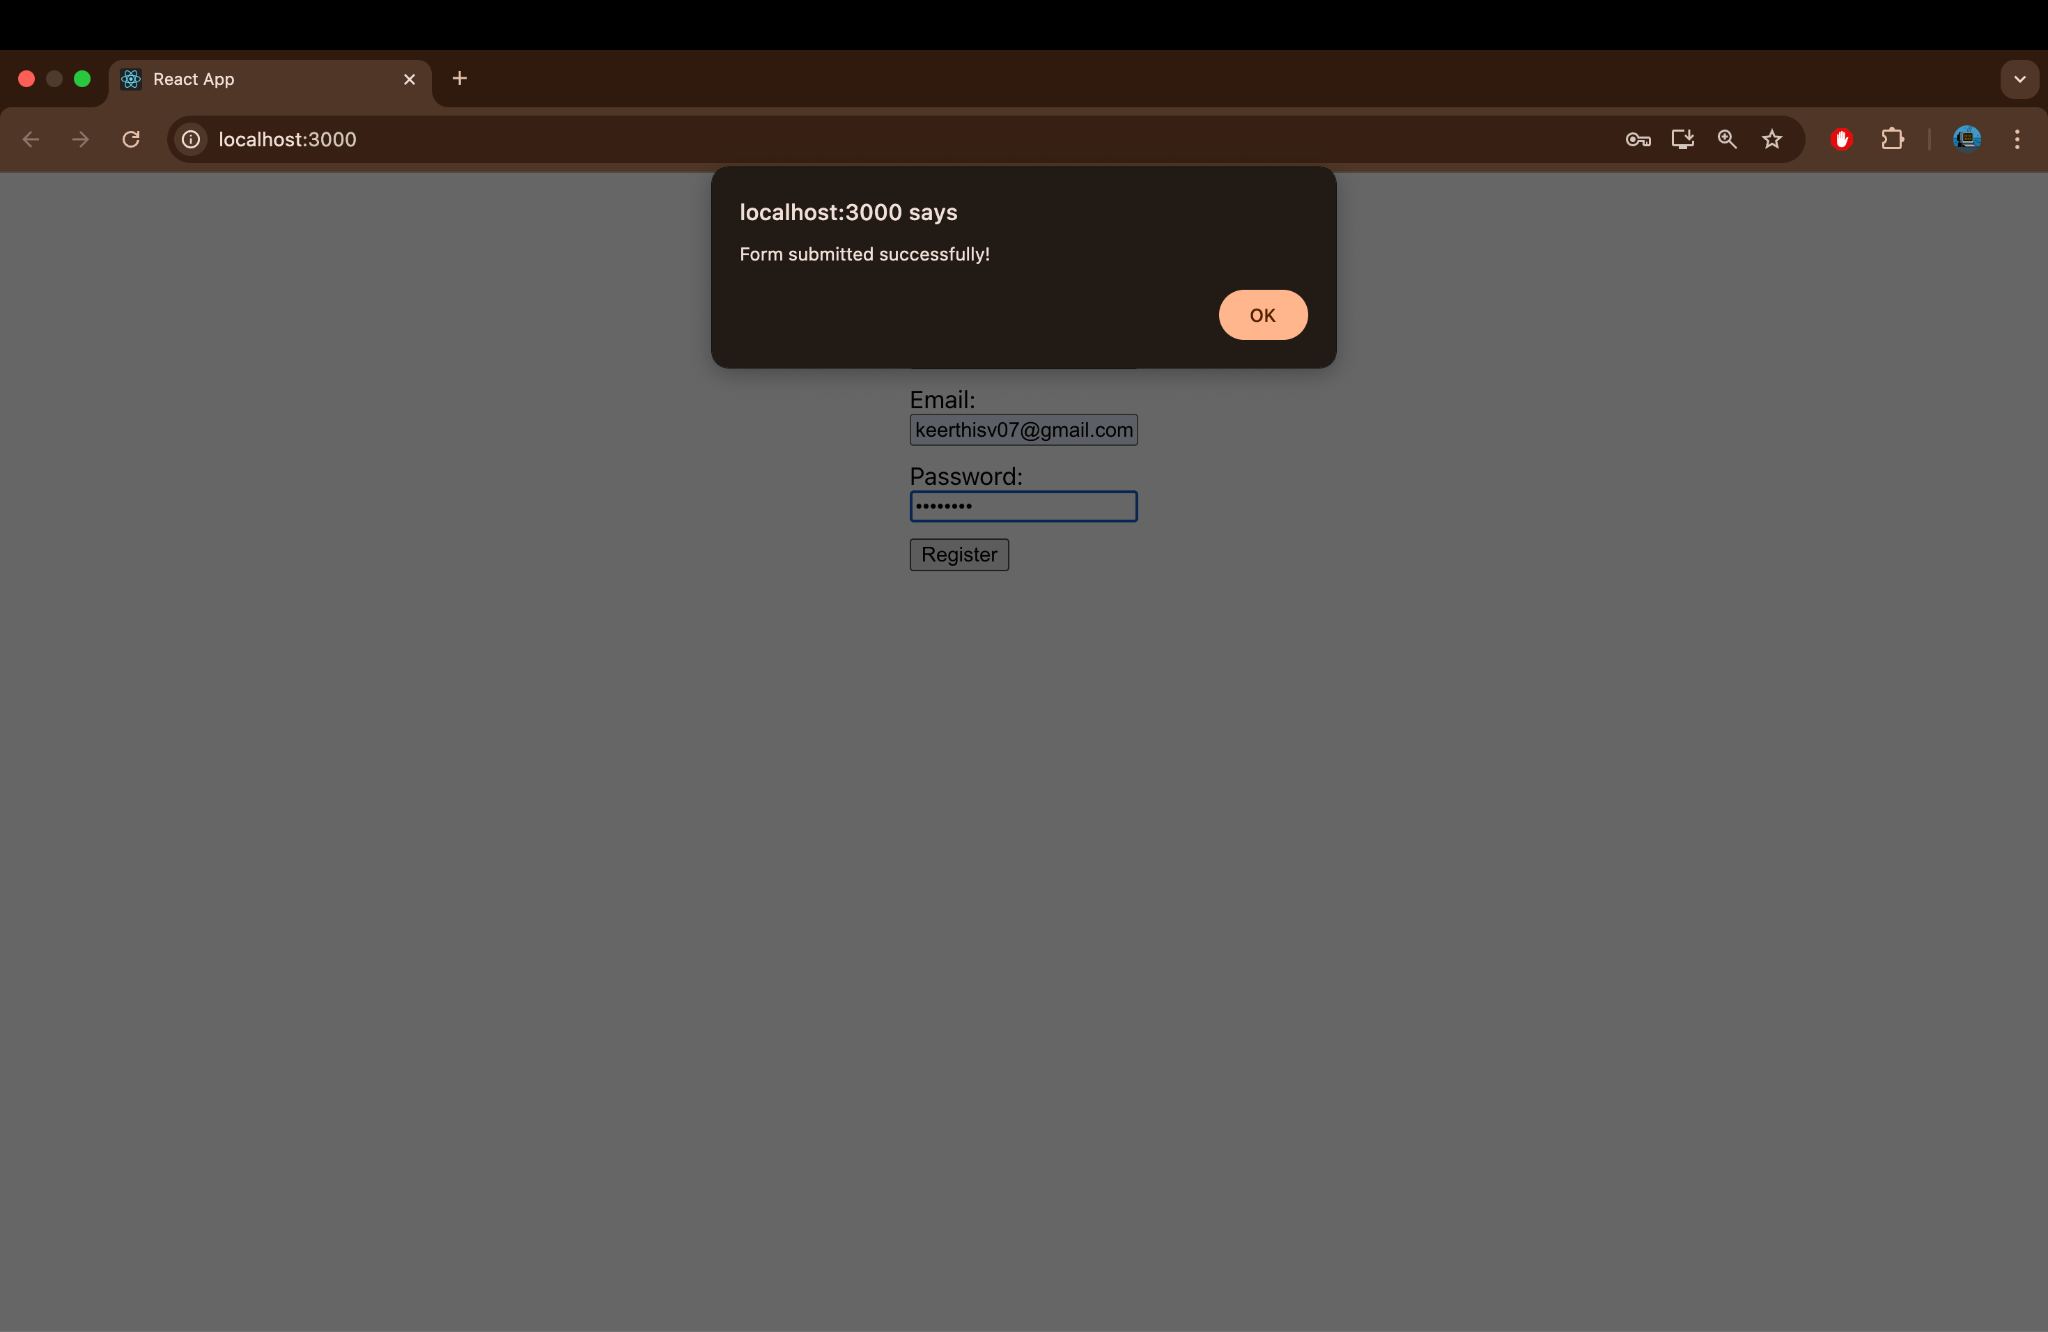 React App
localhost:3000
localhost:3000 says
Form submitted successfully!
OK
Email:
keerthisv07@gmail.com
Password:
••••••••
Register